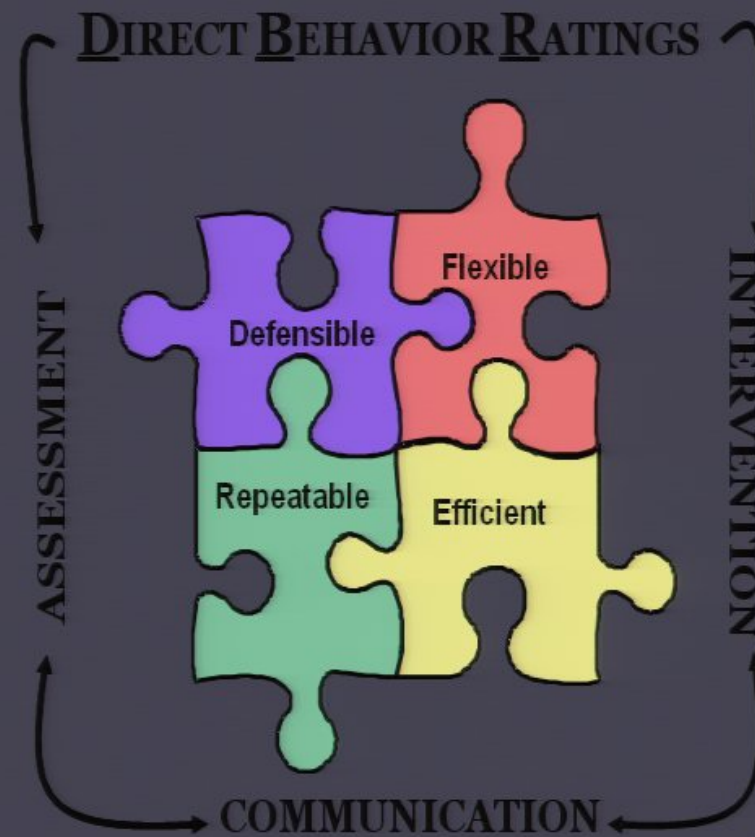 DIRECT BEHAVIOR RATINGS
Flexible
Defensible
Repeatable
Efficient
ASSESSMENT
INTERVENTION
COMMUNICATION